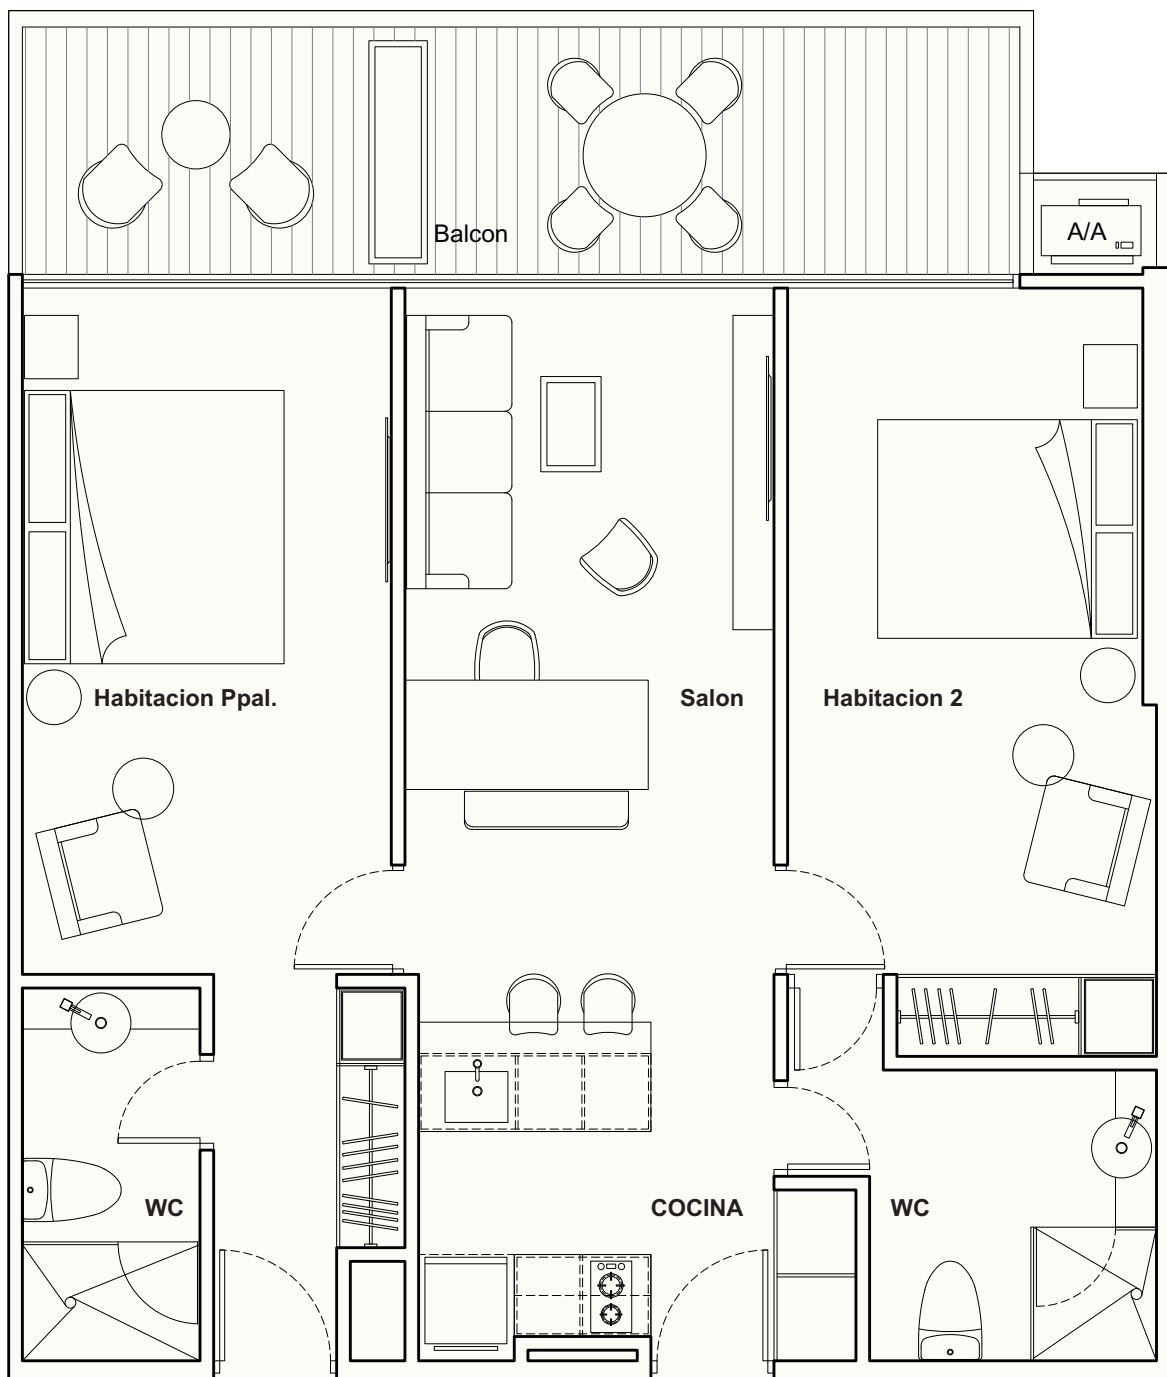 Balcon
A/A
Habitacion Ppal.
Salon
Habitacion 2
WC
COCINA
WC